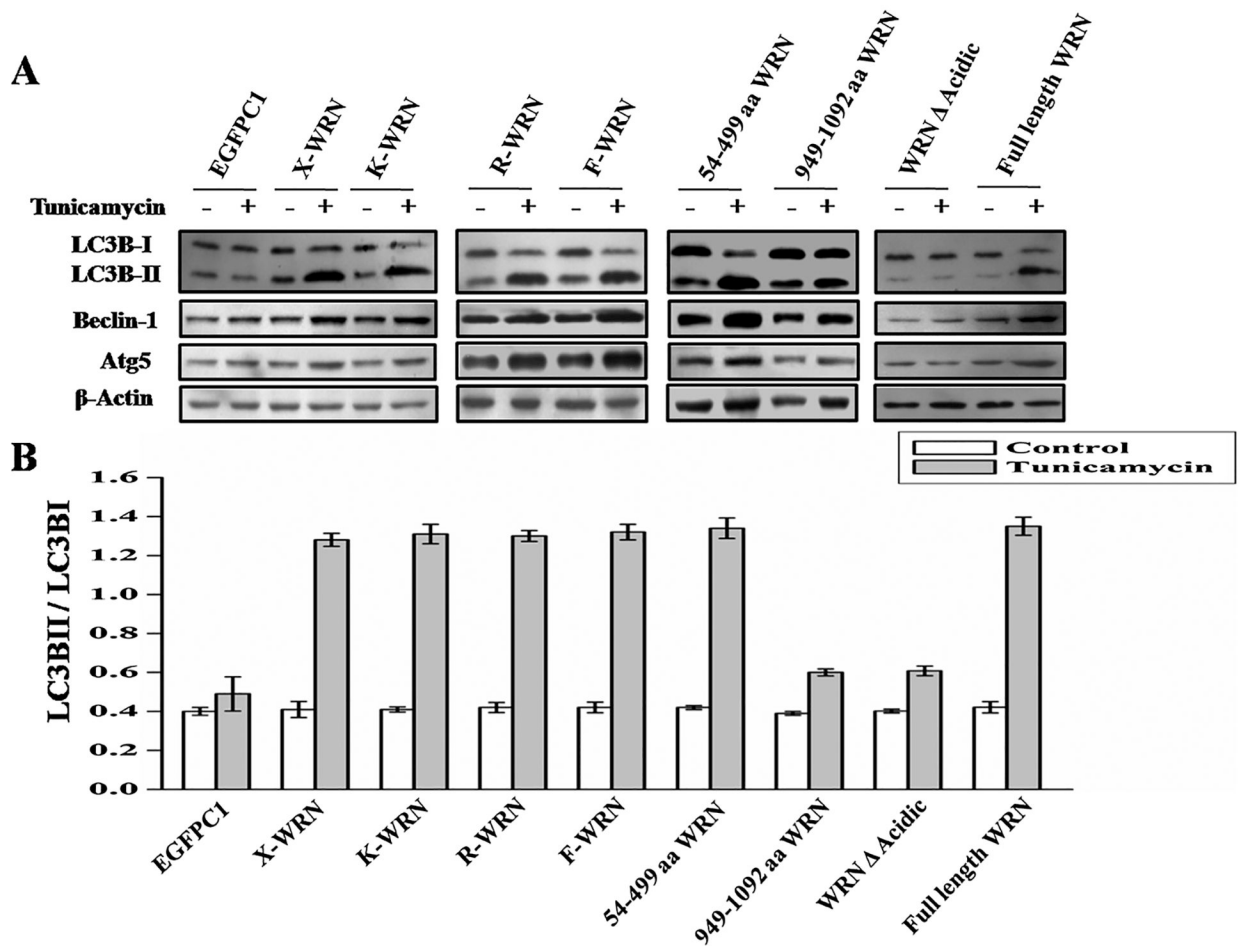 A
EGFPC1 X-WRN K-WRN R-WRN F-WRN 54-499 aa WRN 949-1092 aa WRN WRN Δ Acidic Full length WRN
Tunicamycin - + - + - + - + - + - + - + - + - +
LC3B-I
LC3B-II
Beclin-1
Atg5
β-Actin
B
Control
Tunicamycin
LC3BII / LC3BI
1.6
1.4
1.2
1.0
0.8
0.6
0.4
0.2
0.0
EGFPC1 X-WRN K-WRN R-WRN F-WRN 54-499 aa WRN 949-1092 aa WRN WRN Δ Acidic Full length WRN